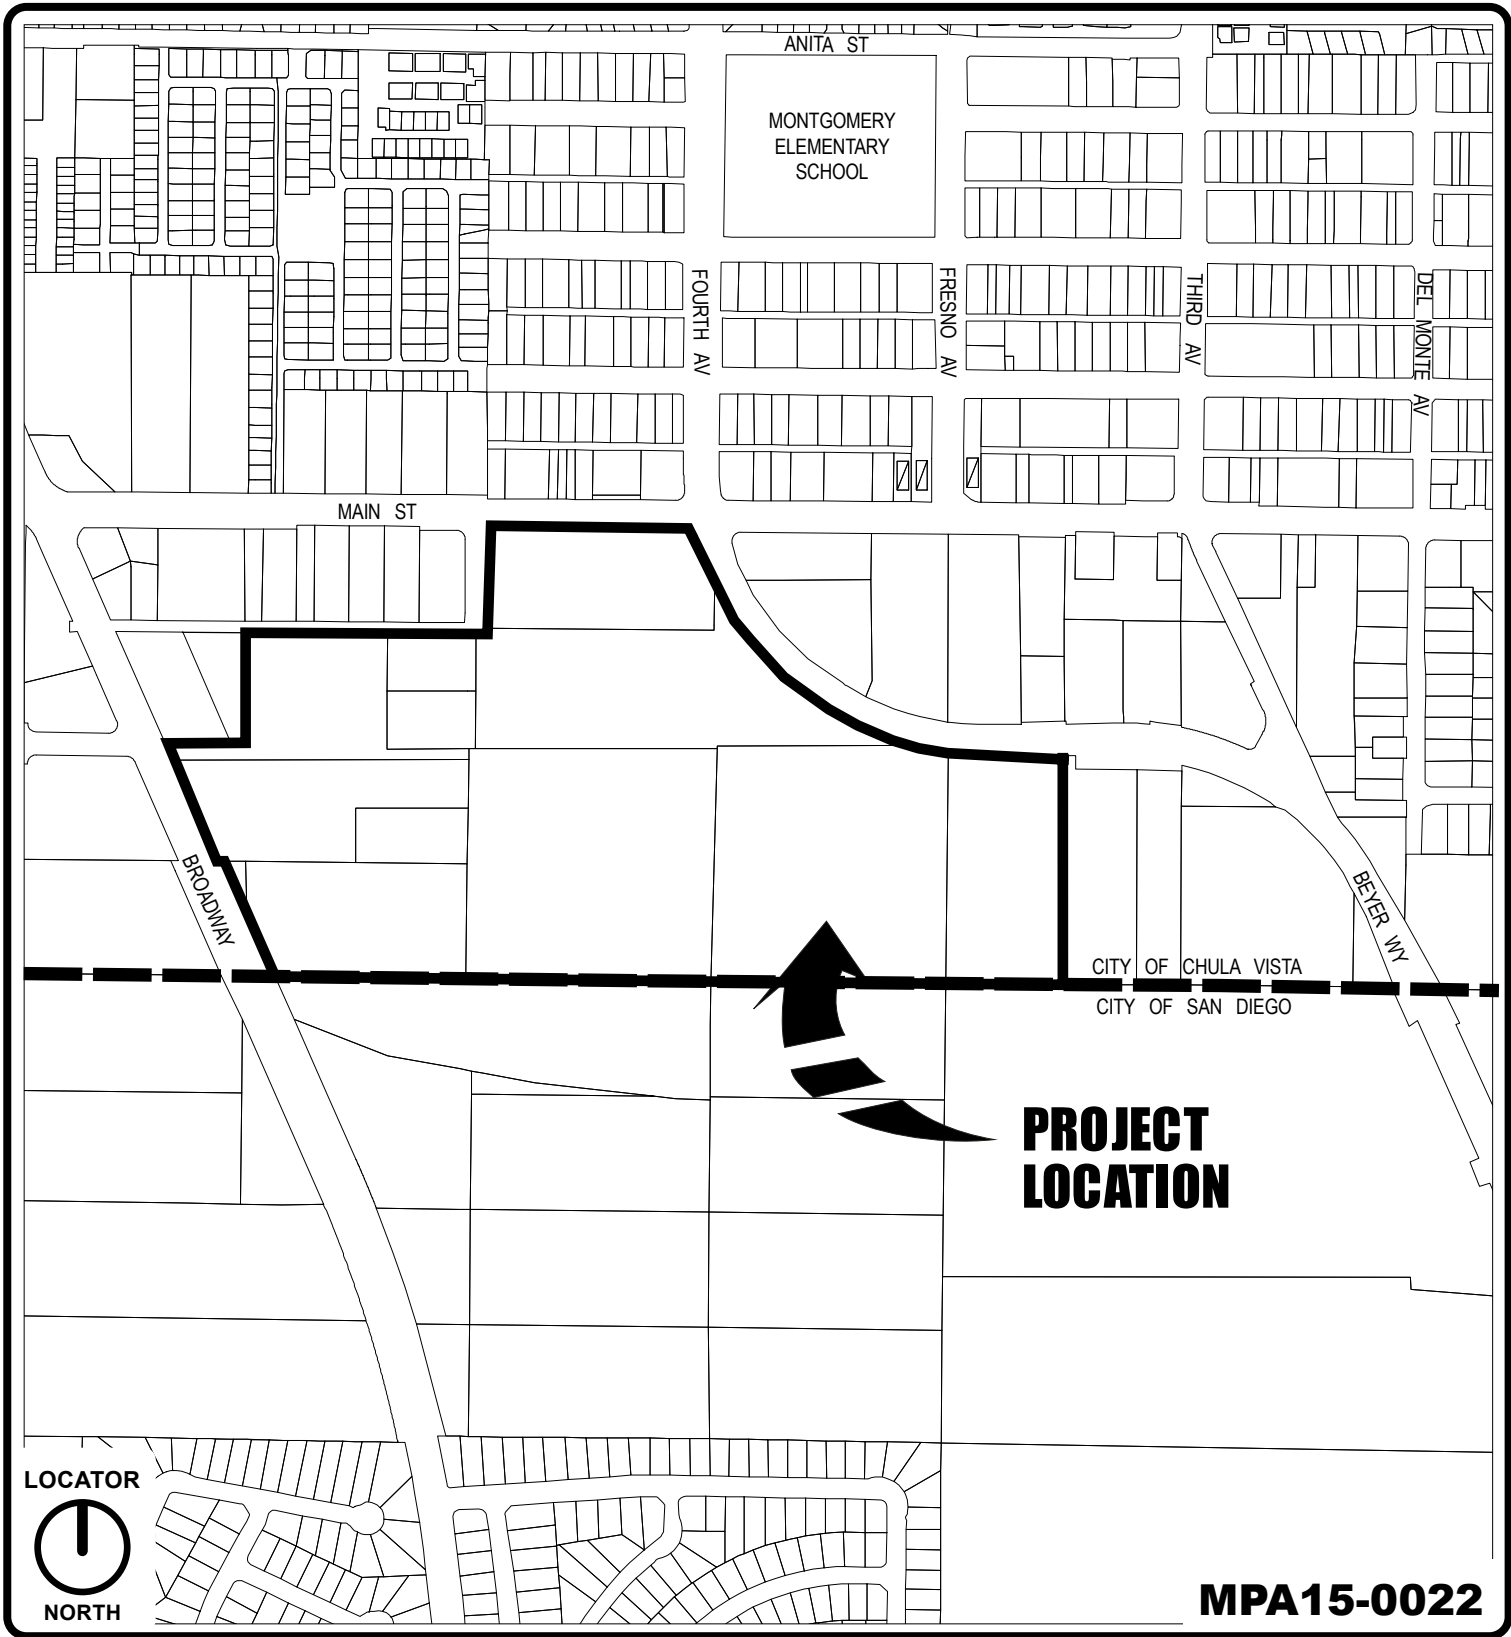 ANITA ST
MONTGOMERY
ELEMENTARY
SCHOOL
FOURTH AV
FRESNO AV
THIRD AV
DEL MONTE AV
MAIN ST
BROADWAY
BEYER WY
CITY OF CHULA VISTA
CITY OF SAN DIEGO
PROJECT
LOCATION
LOCATOR
NORTH
MPA15-0022